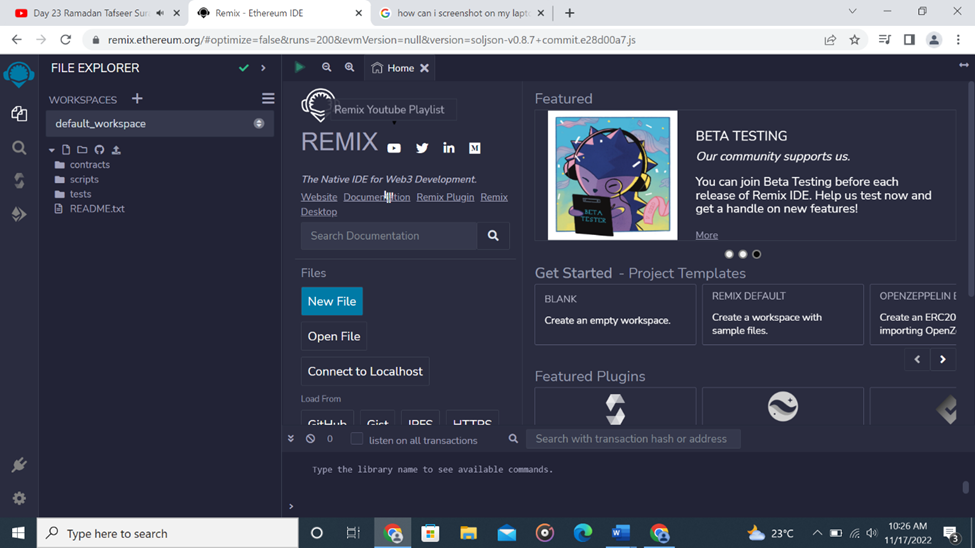 Day 23 Ramadan Tafseer Sur
Remix - Ethereum IDE
how can i screenshot on my lapt
remix.ethereum.org/#optimize=false&runs=200&evmVersion=null&version=soljson-v0.8.7+commit.e28d00a7.js
FILE EXPLORER
Home
WORKSPACES
default_workspace
contracts
scripts
tests
README.txt
Remix Youtube Playlist
REMIX
The Native IDE for Web3 Development.
Website Documentation Remix Plugin Remix
Desktop
Search Documentation
Files
New File
Open File
Connect to Localhost
Load From
GitHub Gist IPFS HTTPS
Featured
BETA TESTING
Our community supports us.
You can join Beta Testing before each
release of Remix IDE. Help us test now and
get a handle on new features!
More
BETA
TESTER
Get Started - Project Templates
BLANK
Create an empty workspace.
REMIX DEFAULT
Create a workspace with
sample files.
OPENZEPPELIN
Create an ERC20
importing OpenZ
Featured Plugins
0
listen on all transactions
Search with transaction hash or address
Type the library name to see available commands.
>
Type here to search
23°C
10:26 AM
11/17/2022
3